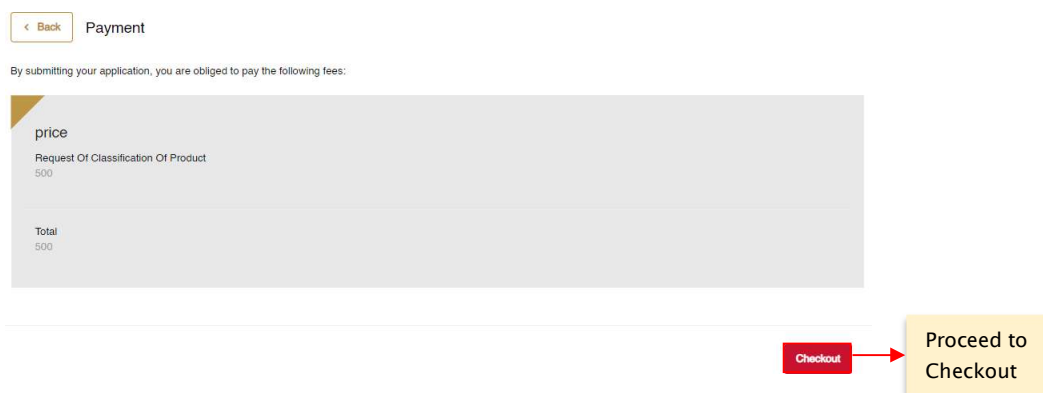 < Back
Payment
By submitting your application, you are obliged to pay the following fees:
price
Request Of Classification Of Product
500
Total
500
Checkout
Proceed to
Checkout